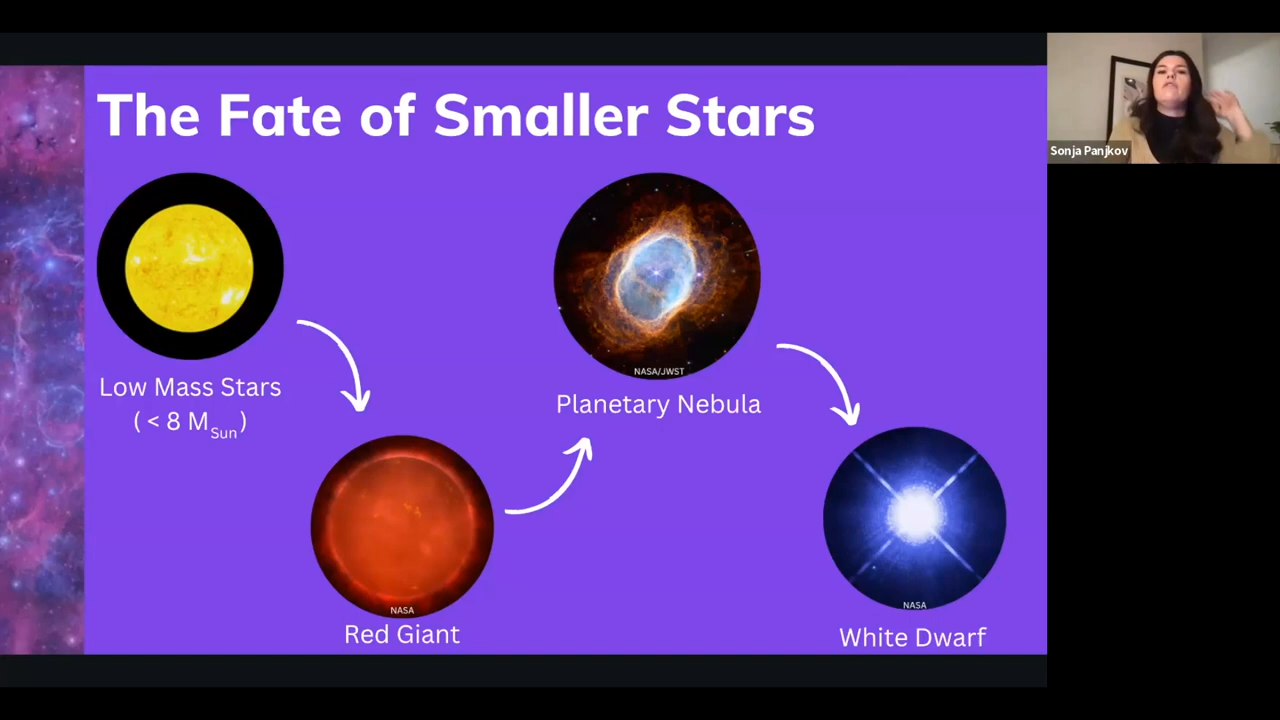 The Fate of Smaller Stars
Sonja Panjkov
Low Mass Stars
( < 8 M Sun )
NASA
Red Giant
NASA/JWST
Planetary Nebula
NASA
White Dwarf